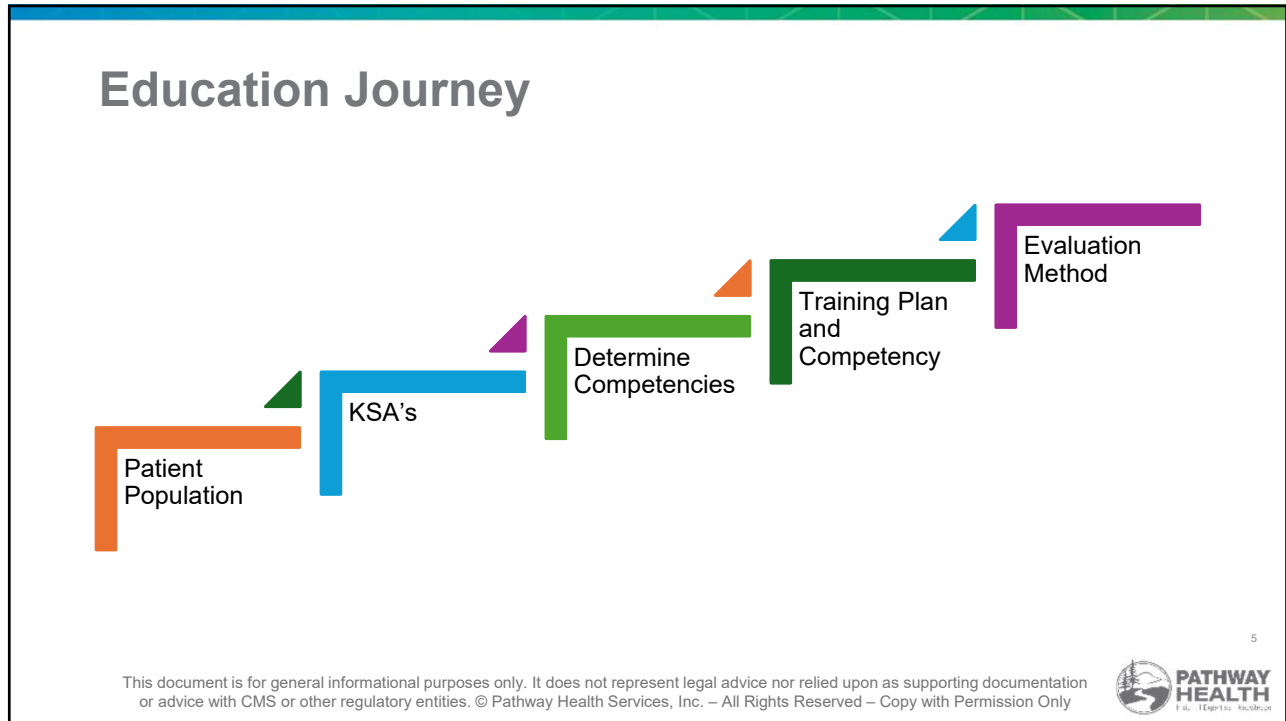 Education Journey
Patient
Population
KSA’s
Determine
Competencies
Training Plan
and
Competency
Evaluation
Method
5
This document is for general informational purposes only. It does not represent legal advice nor relied upon as supporting documentation
or advice with CMS or other regulatory entities. © Pathway Health Services, Inc. – All Rights Reserved – Copy with Permission Only
PATHWAY
HEALTH